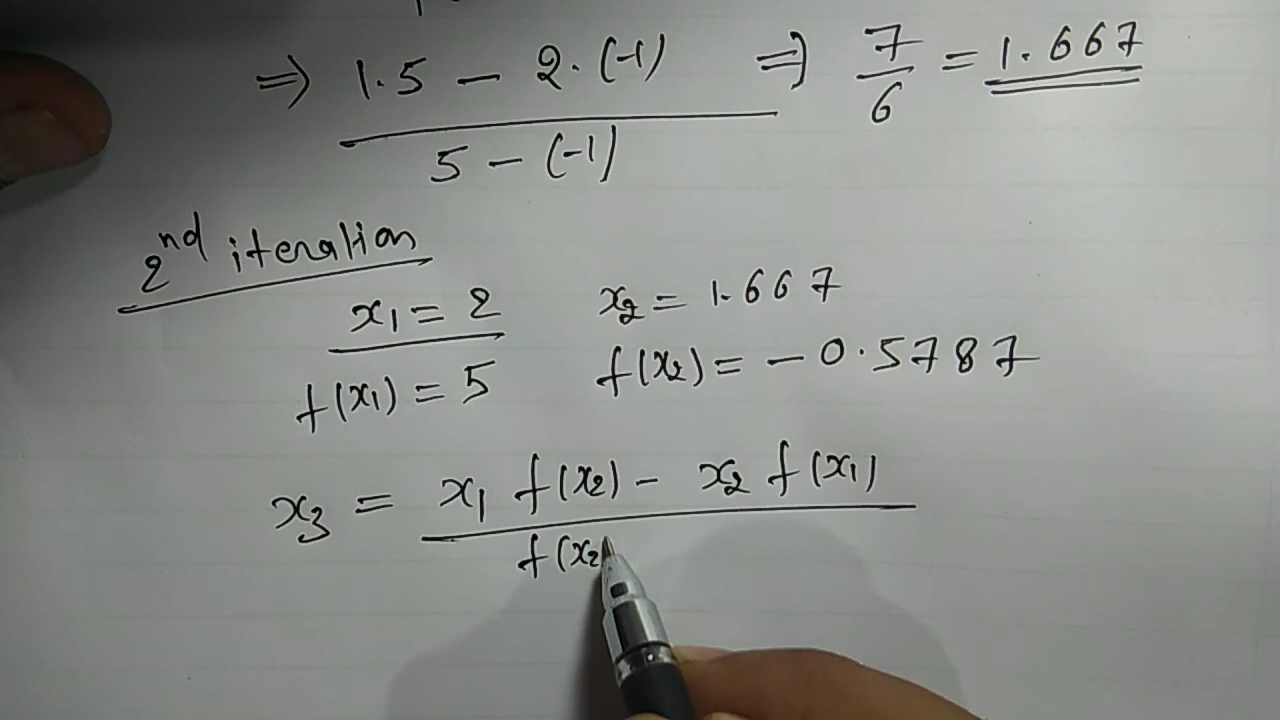 ⇒ 1.5 - 2.(-1) ⇒ 7/6 = 1.667
5 - (-1)
2nd iteration
x1 = 2 x2 = 1.667
f(x1) = 5 f(x2) = -0.5787
x3 = x1 f(x2) - x2 f(x1)
f(x2